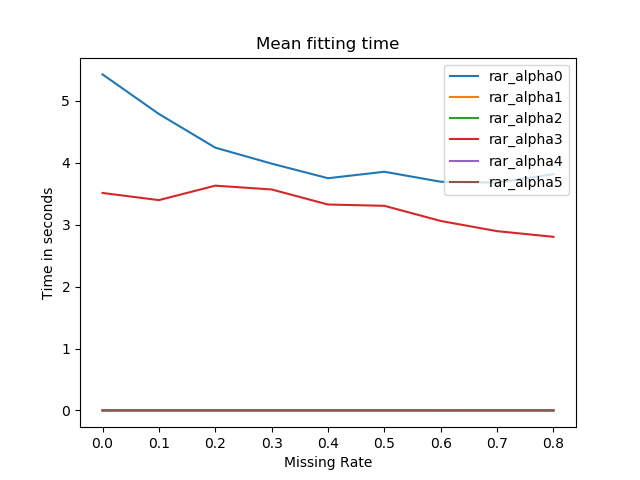 Mean fitting time
rar_alpha0
rar_alpha1
rar_alpha2
rar_alpha3
rar_alpha4
rar_alpha5
Time in seconds
5
4
3
2
1
0
0.0 0.1 0.2 0.3 0.4 0.5 0.6 0.7 0.8
Missing Rate